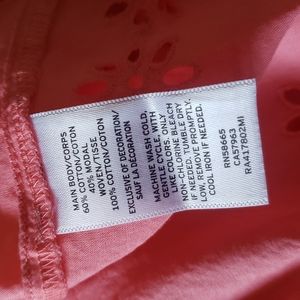 MAIN BODY/CORPS
60% COTTON/COTON
40% MODAL
WOVEN/TISSE
100% COTTON/COTON
EXCLUSIVE OF DECORATION/
SAUF LA DÉCORATION
MACHINE WASH COLD,
GENTLE CYCLE, WITH
LIKE COLORS. ONLY
NON-CHLORINE BLEACH
IF NEEDED. TUMBLE DRY
LOW, REMOVE PROMPTLY.
COOL IRON IF NEEDED.
RN58665
CA57963
RA417802MI